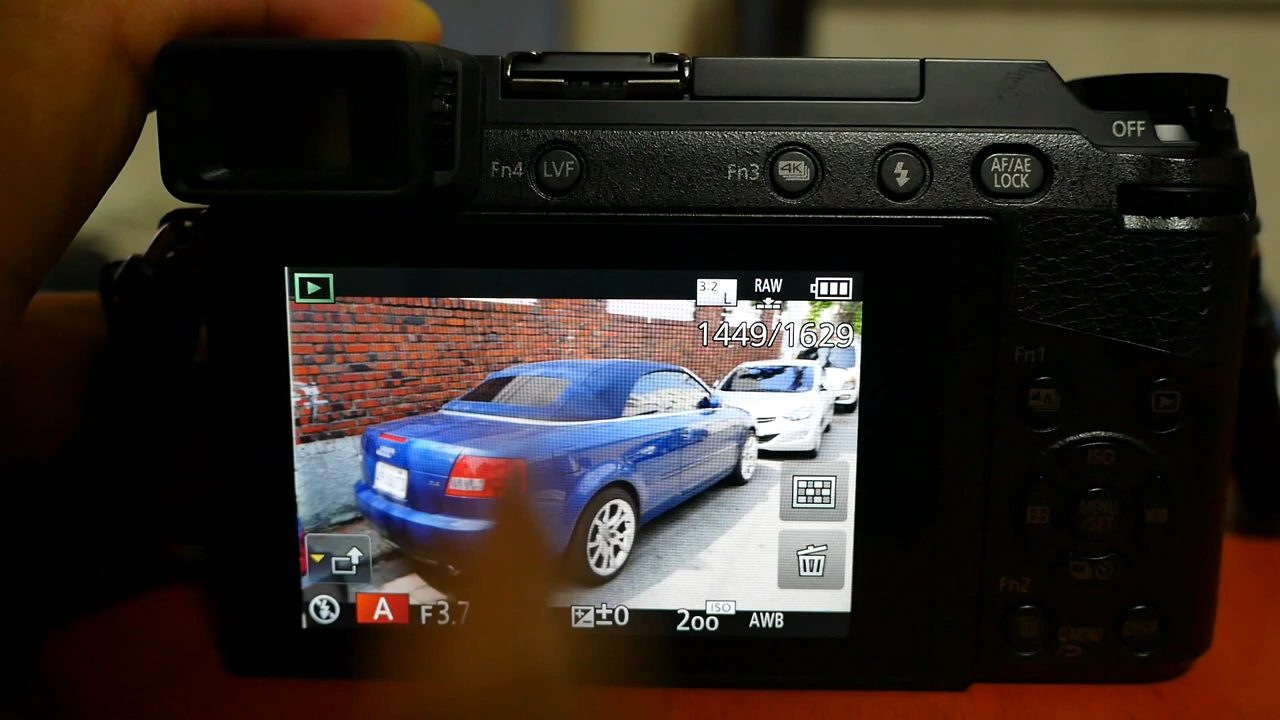 OFF
Fn4 LVF Fn3 4K AF/AE LOCK
3:2 L RAW
1449/1629
Fn1
ISO
MENU /SET
Fn2
A F3.7 ±0 200 ISO AWB